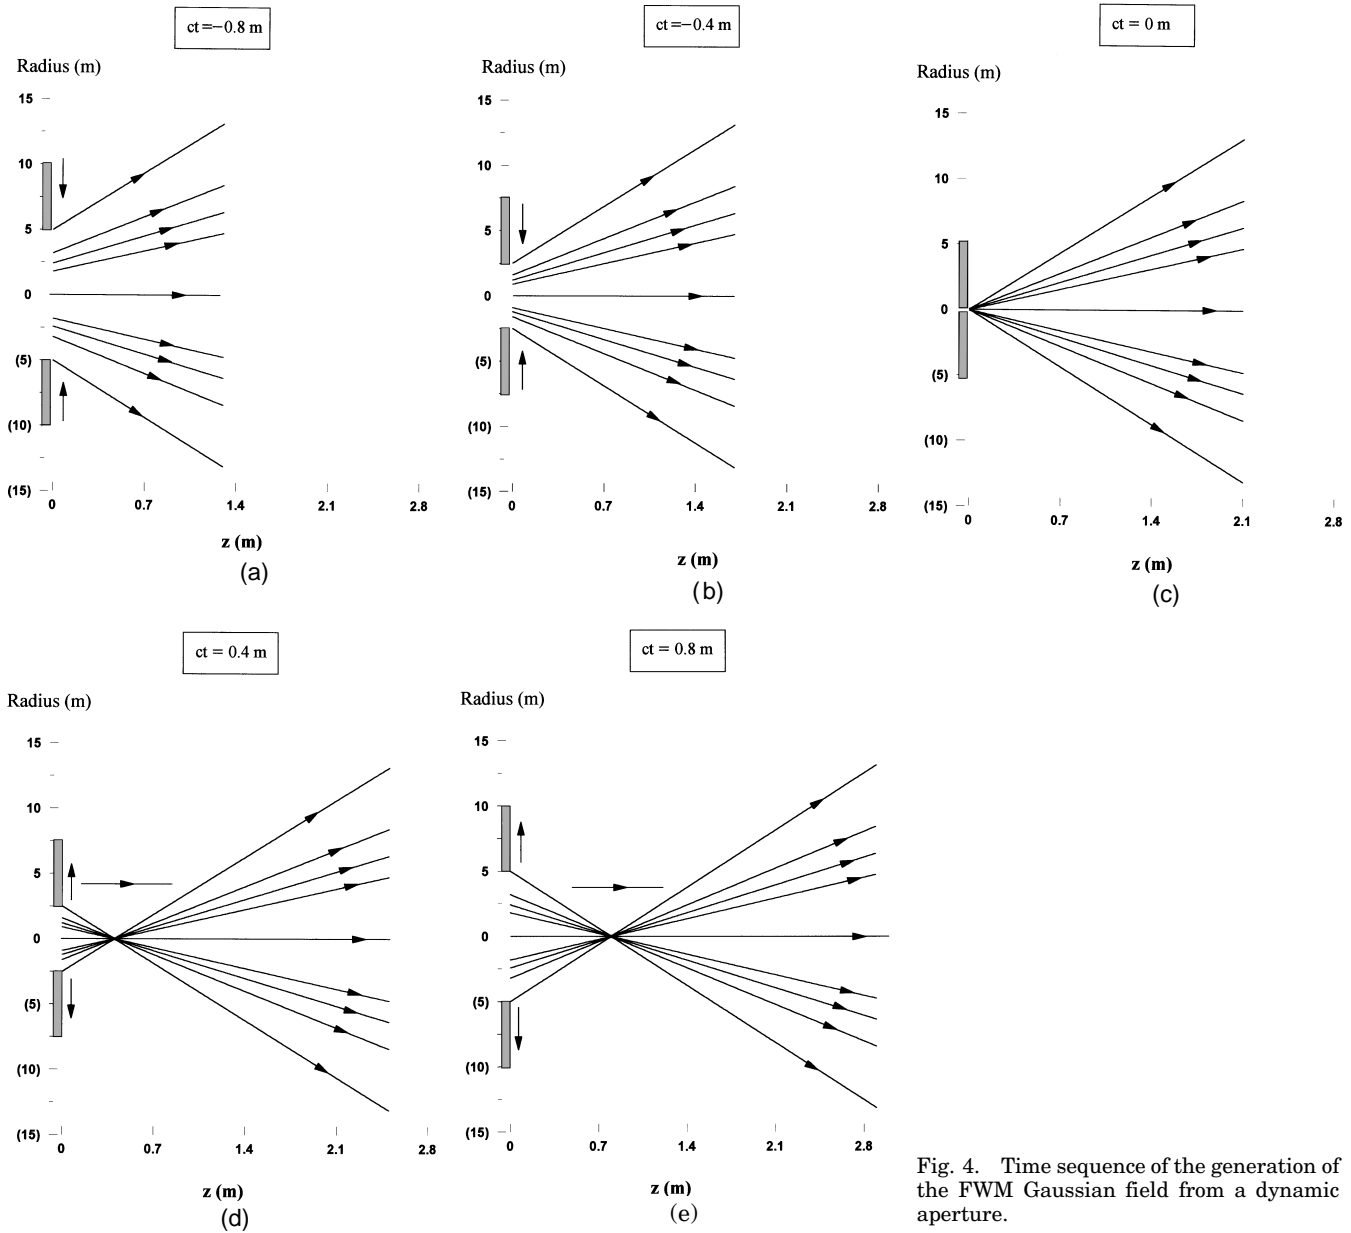 ct=−0.8 m
Radius (m)
15
10
5
0
(5)
(10)
(15)
0 0.7 1.4 2.1 2.8
z (m)
(a)
ct=−0.4 m
Radius (m)
15
10
5
0
(5)
(10)
(15)
0 0.7 1.4 2.1 2.8
z (m)
(b)
ct = 0 m
Radius (m)
15
10
5
0
(5)
(10)
(15)
0 0.7 1.4 2.1 2.8
z (m)
(c)
ct = 0.4 m
Radius (m)
15
10
5
0
(5)
(10)
(15)
0 0.7 1.4 2.1 2.8
z (m)
(d)
ct = 0.8 m
Radius (m)
15
10
5
0
(5)
(10)
(15)
0 0.7 1.4 2.1 2.8
z (m)
(e)
Fig. 4. Time sequence of the generation of
the FWM Gaussian field from a dynamic
aperture.